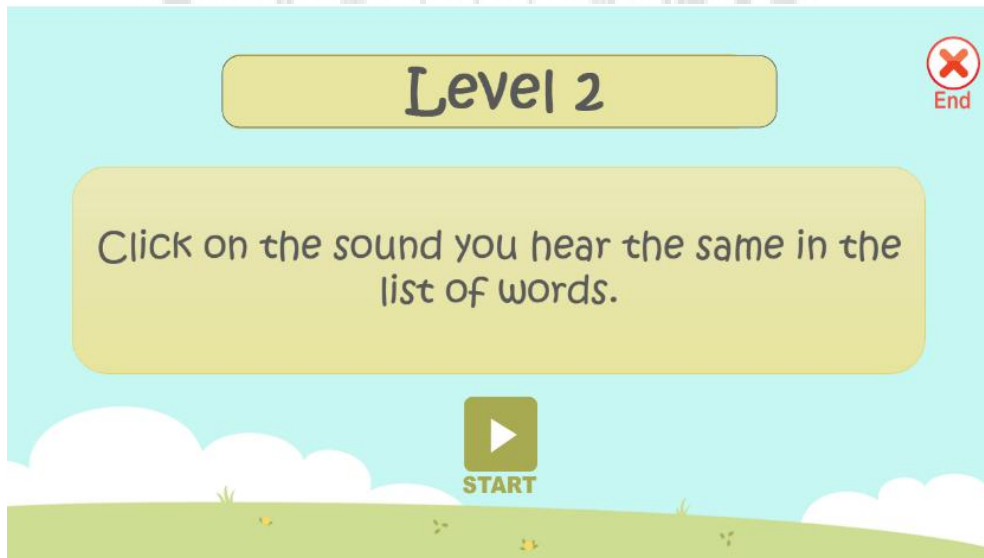 Level 2
End
Click on the sound you hear the same in the
list of words.
START